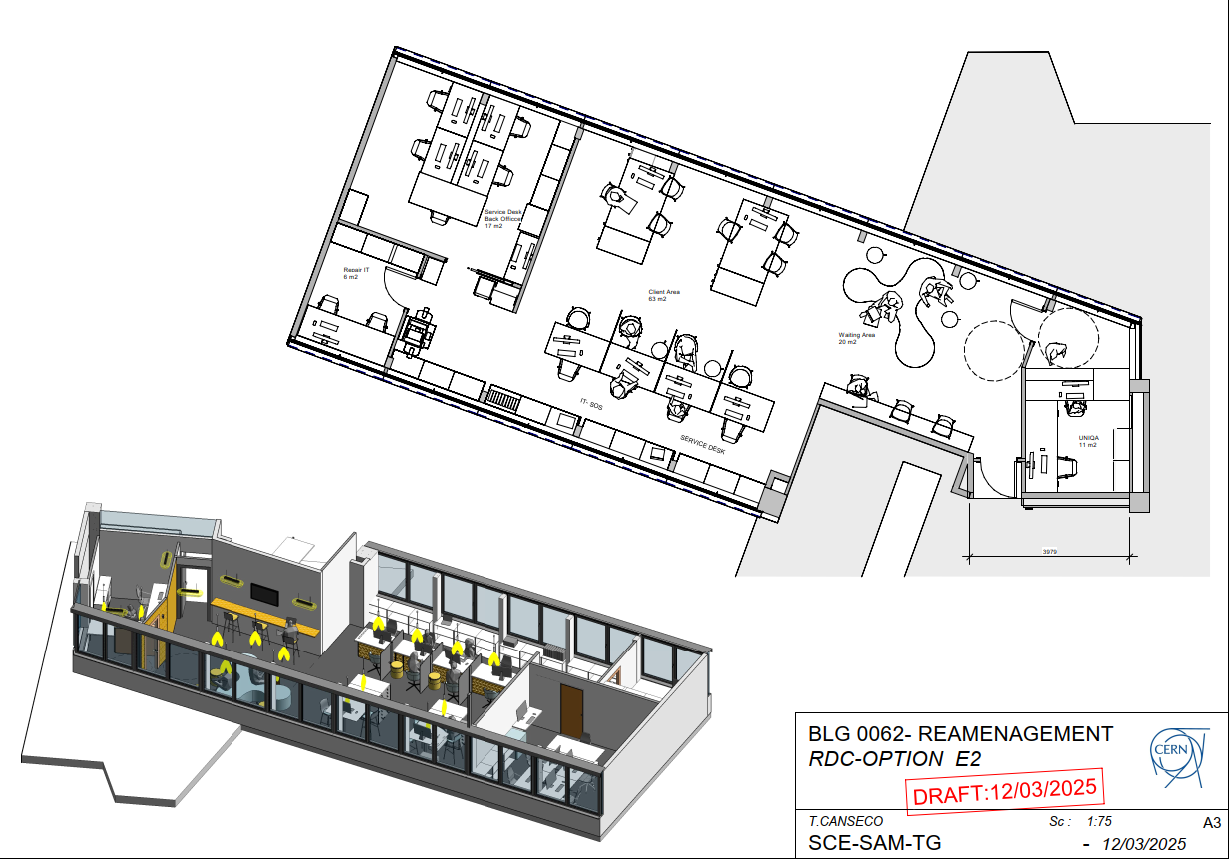 Service Desk
Back Officce
17 m2
Repair IT
6 m2
Client Area
63 m2
Waiting Area
20 m2
IT- SOS
SERVICE DESK
UNIQA
11 m2
3979
BLG 0062- REAMENAGEMENT
RDC-OPTION E2
CERN
DRAFT:12/03/2025
T.CANSECO
Sc : 1:75
A3
SCE-SAM-TG
- 12/03/2025